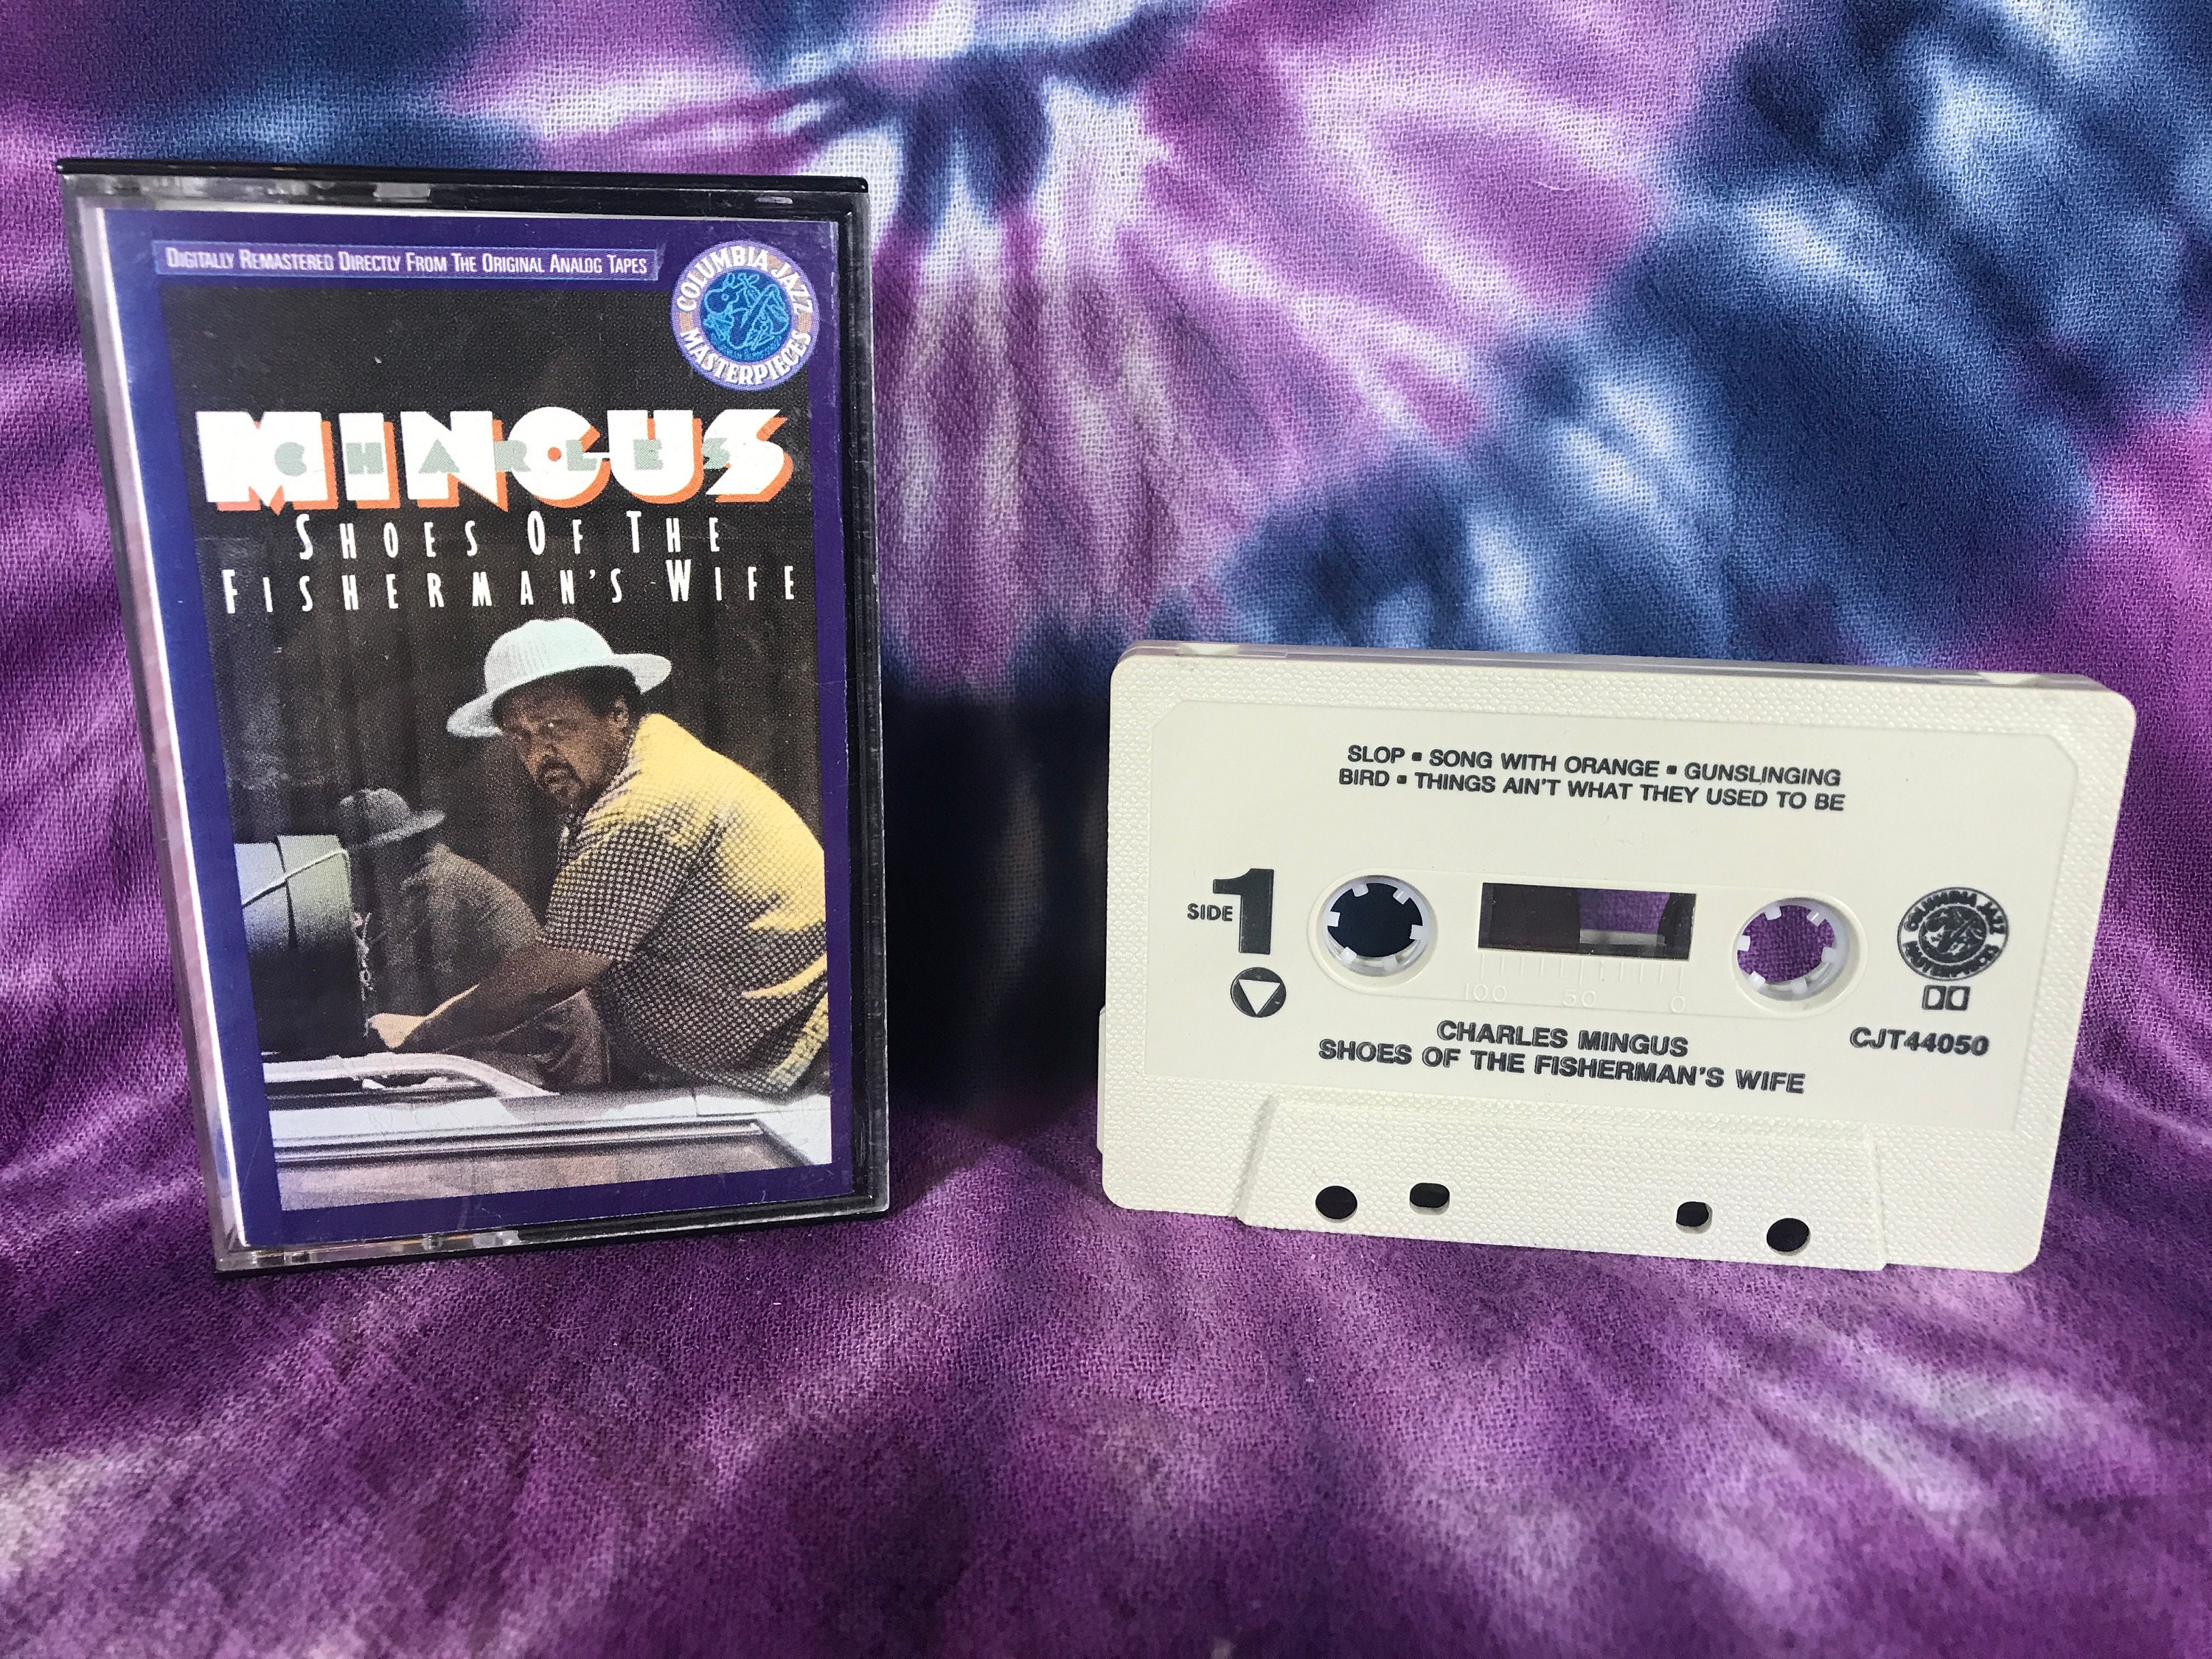 DIGITALLY REMASTERED DIRECTLY FROM THE ORIGINAL ANALOG TAPES
COLUMBIA JAZZ
MASTERPIECES
MINGUS
CHARLES
SHOES OF THE
FISHERMAN'S WIFE
SLOP ▪ SONG WITH ORANGE ▪ GUNSLINGING
BIRD ▪ THINGS AIN'T WHAT THEY USED TO BE
SIDE 1
COLUMBIA JAZZ
MASTERPIECES
100 50 0
CHARLES MINGUS
SHOES OF THE FISHERMAN'S WIFE
CJT44050